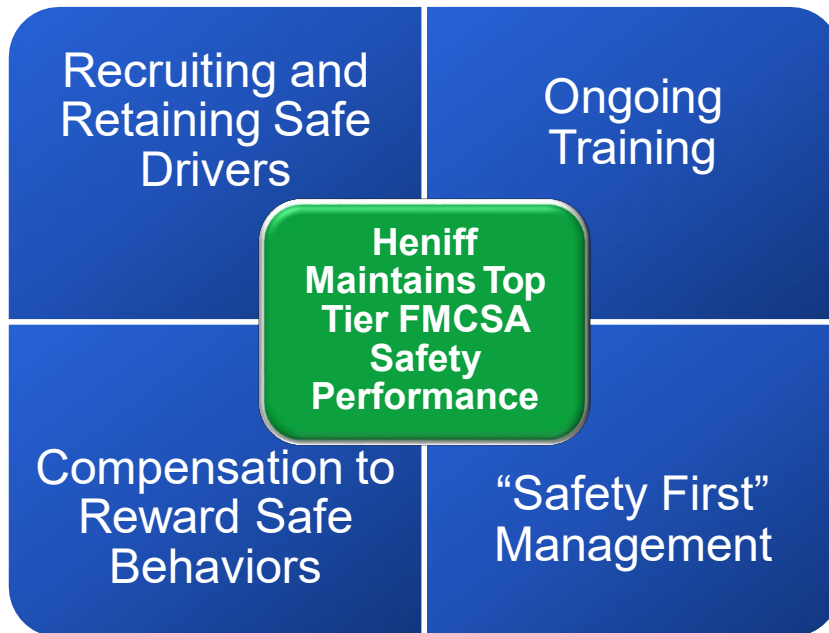 Recruiting and
Retaining Safe
Drivers
Ongoing
Training
Heniff
Maintains Top
Tier FMCSA
Safety
Performance
Compensation to
Reward Safe
Behaviors
“Safety First”
Management